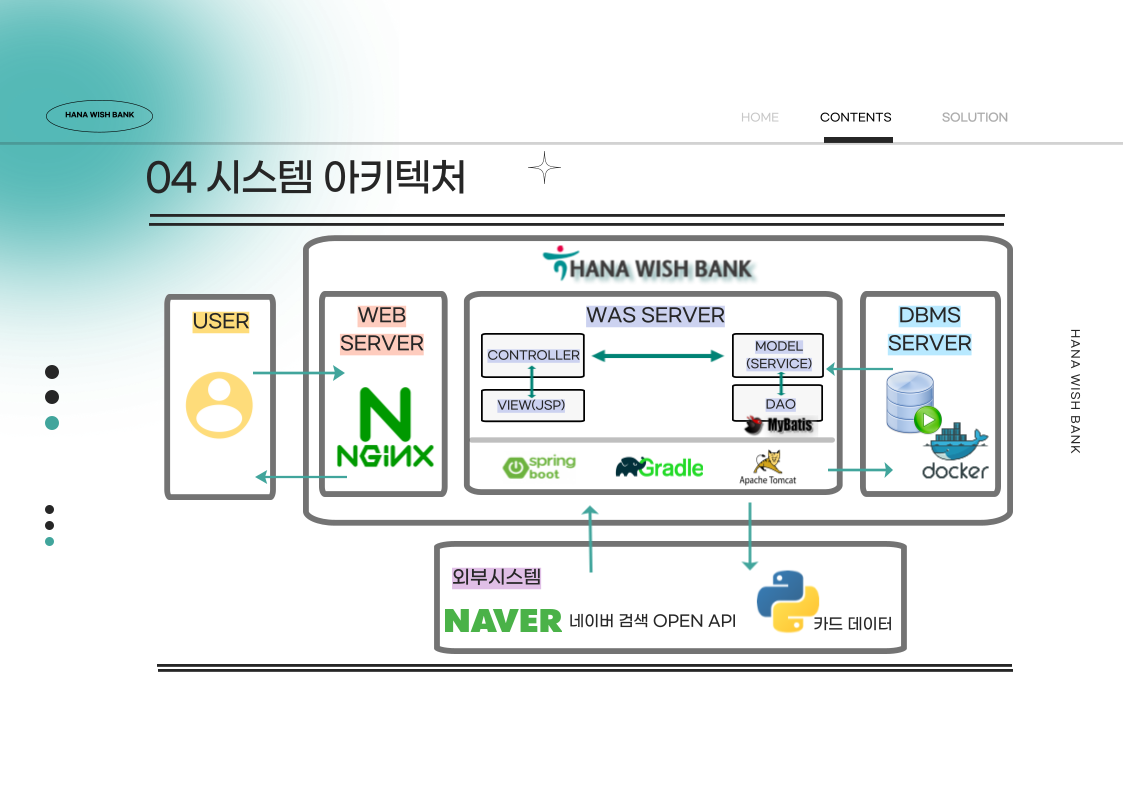 HANA WISH BANK
HOME
CONTENTS
SOLUTION
04 시스템 아키텍처
HANA WISH BANK
USER
WEB
SERVER
NGiNX
WAS SERVER
CONTROLLER
VIEW(JSP)
MODEL
(SERVICE)
DAO
MyBatis
spring
boot
Gradle
Apache Tomcat
DBMS
SERVER
docker
외부시스템
NAVER 네이버 검색 OPEN API
카드 데이터
HANA WISH BANK